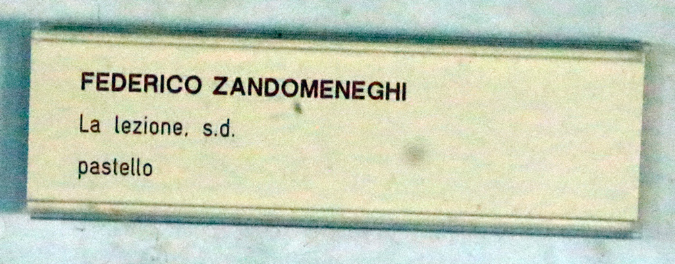 FEDERICO ZANDOMENEGHI
La lezione, s.d.
pastello